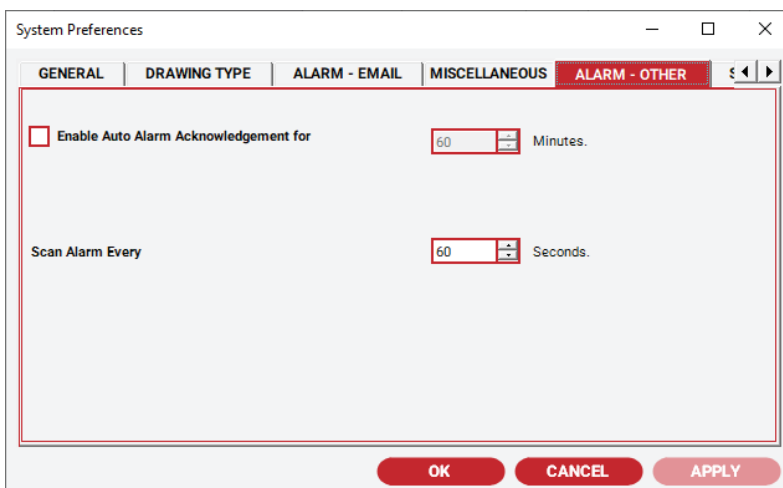 System Preferences
GENERAL DRAWING TYPE ALARM - EMAIL MISCELLANEOUS ALARM - OTHER
Enable Auto Alarm Acknowledgement for 60 Minutes.
Scan Alarm Every 60 Seconds.
OK CANCEL APPLY